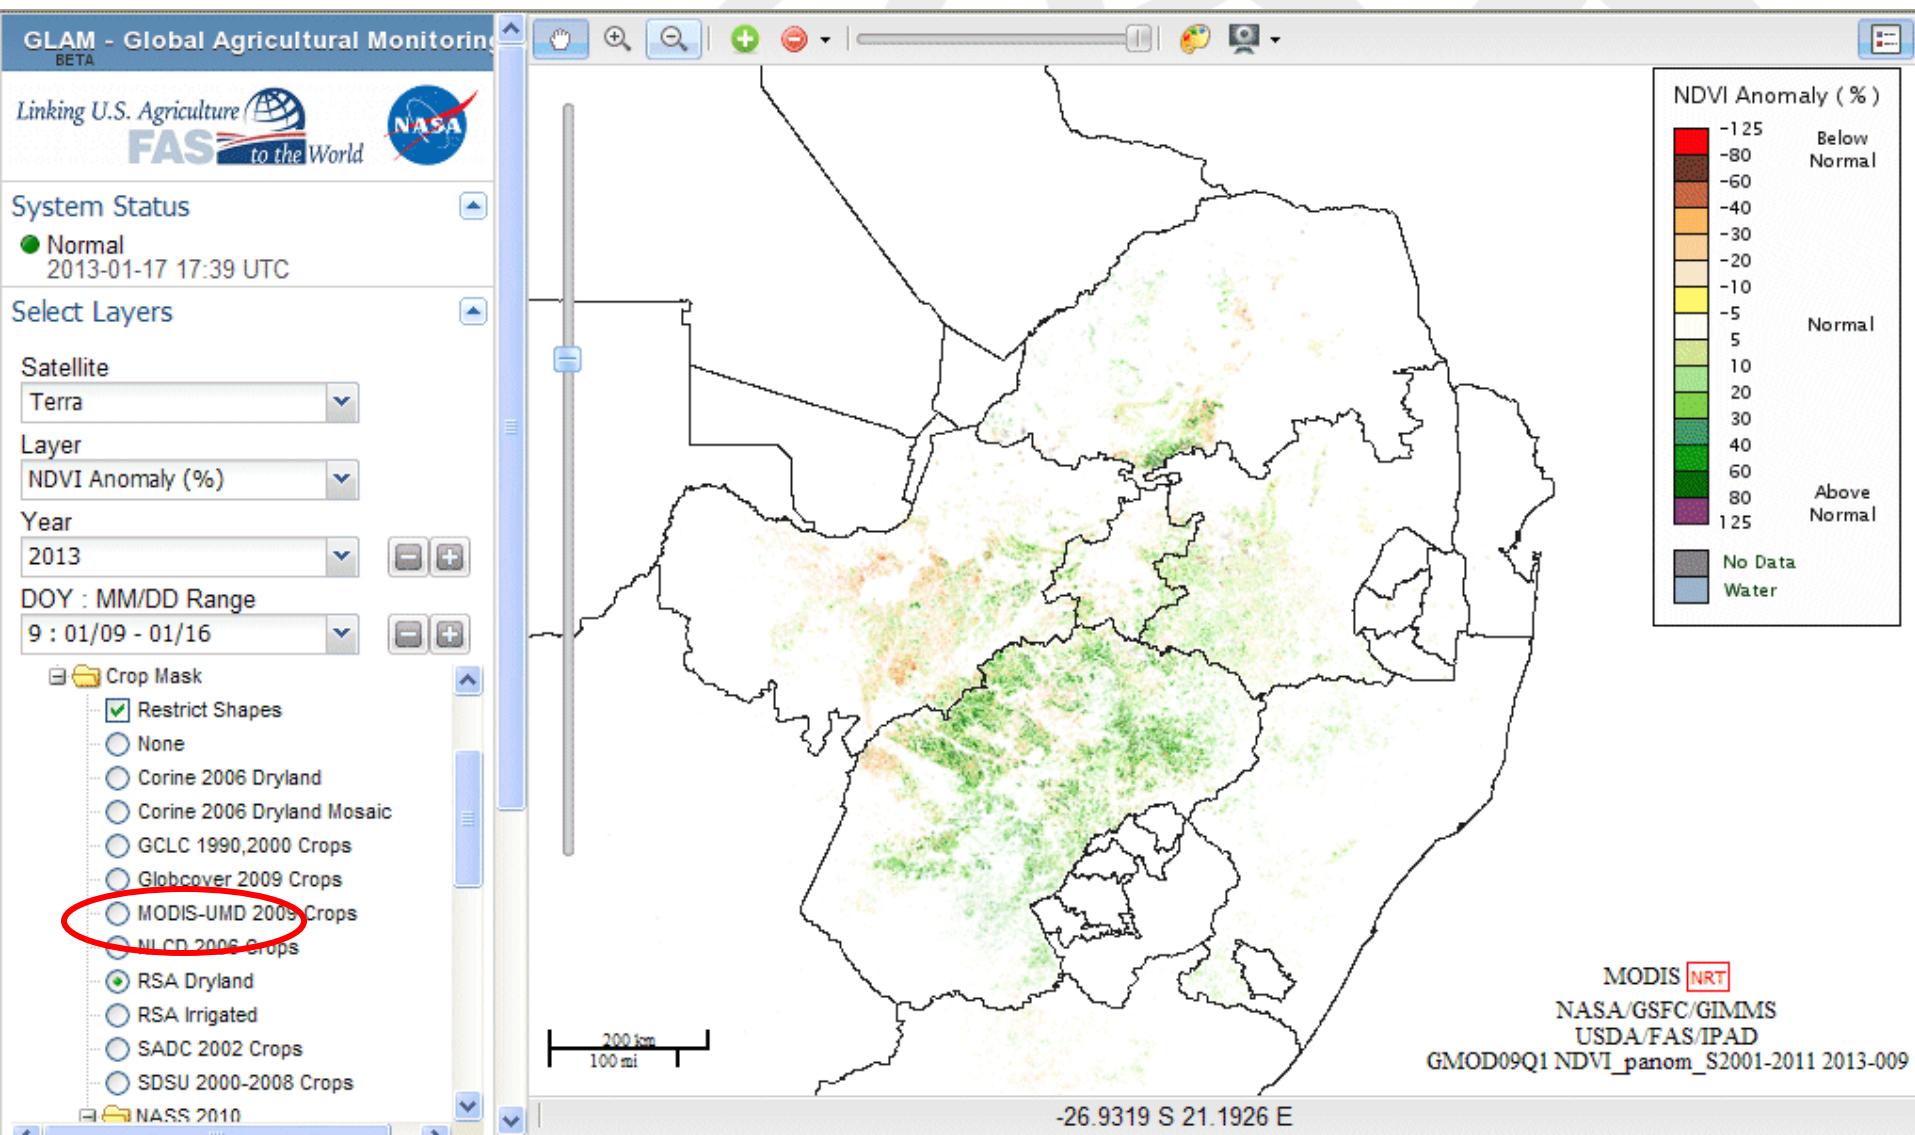 GLAM - Global Agricultural Monitoring
BETA
Linking U.S. Agriculture
FAS
to the World
NASA
System Status
Normal
2013-01-17 17:39 UTC
Select Layers
Satellite
Terra
Layer
NDVI Anomaly (%)
Year
2013
DOY : MM/DD Range
9 : 01/09 - 01/16
Crop Mask
Restrict Shapes
None
Corine 2006 Dryland
Corine 2006 Dryland Mosaic
GCLC 1990,2000 Crops
Globcover 2009 Crops
MODIS-UMD 2009 Crops
NLCD 2006 Crops
RSA Dryland
RSA Irrigated
SADC 2002 Crops
SDSU 2000-2008 Crops
NASS 2010
NDVI Anomaly (%)
-125
Below
Normal
-80
-60
-40
-30
-20
-10
-5
Normal
5
10
20
30
40
60
80
Above
Normal
125
No Data
Water
200 km
100 mi
MODIS NRT
NASA/GSFC/GIMMS
USDA/FAS/IPAD
GMOD09Q1 NDVI_panom_S2001-2011 2013-009
-26.9319 S 21.1926 E